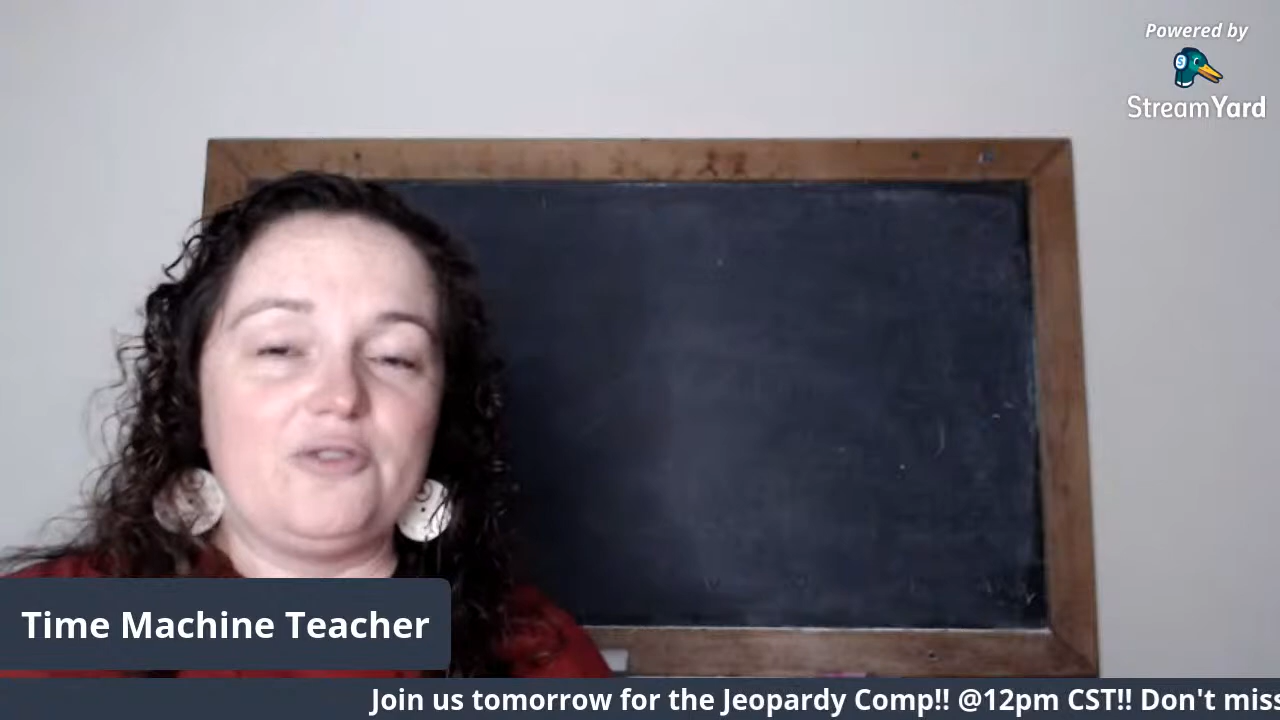 Powered by
S
StreamYard
Time Machine Teacher
Join us tomorrow for the Jeopardy Comp!! @12pm CST!! Don't miss